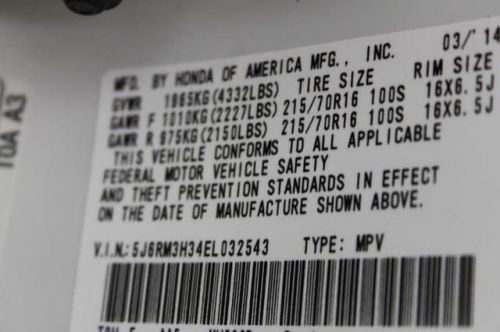 MFD. BY HONDA OF AMERICA MFG., INC. 03/'14
GVWR 1965KG(4332LBS) TIRE SIZE RIM SIZE
GAWR F 1010KG(2227LBS) 215/70R16 100S 16X6.5J
GAWR R 975KG(2150LBS) 215/70R16 100S 16X6.5J
THIS VEHICLE CONFORMS TO ALL APPLICABLE
FEDERAL MOTOR VEHICLE SAFETY
AND THEFT PREVENTION STANDARDS IN EFFECT
ON THE DATE OF MANUFACTURE SHOWN ABOVE.
V.I.N.: 5J6RM3H34EL032543 TYPE: MPV
10A A3